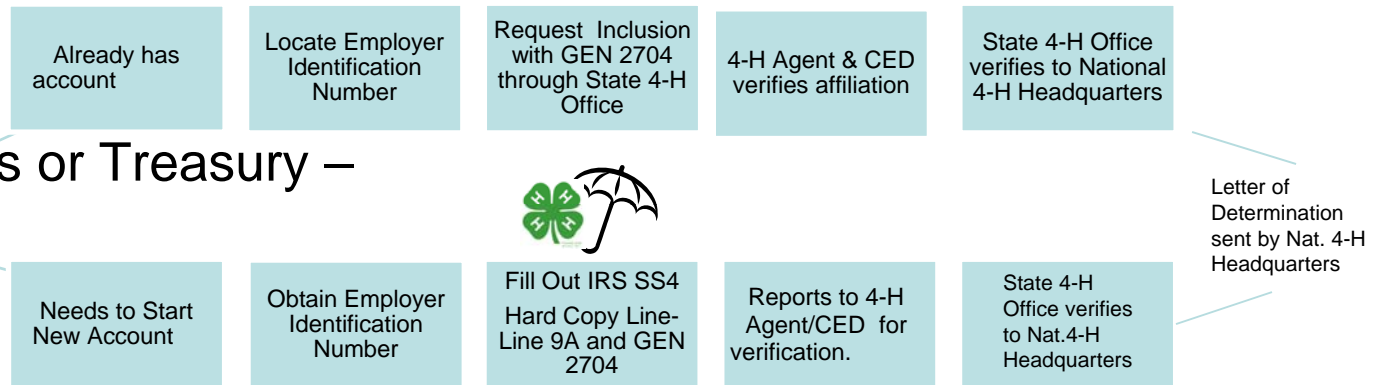 Already has
account
Locate Employer
Identification
Number
Request Inclusion
with GEN 2704
through State 4-H
Office
4-H Agent & CED
verifies affiliation
State 4-H Office
verifies to National
4-H Headquarters
s or Treasury –
H H
H H
Letter of
Determination
sent by Nat. 4-H
Headquarters
Needs to Start
New Account
Obtain Employer
Identification
Number
Fill Out IRS SS4
Hard Copy Line-
Line 9A and GEN
2704
Reports to 4-H
Agent/CED for
verification.
State 4-H
Office verifies
to Nat.4-H
Headquarters